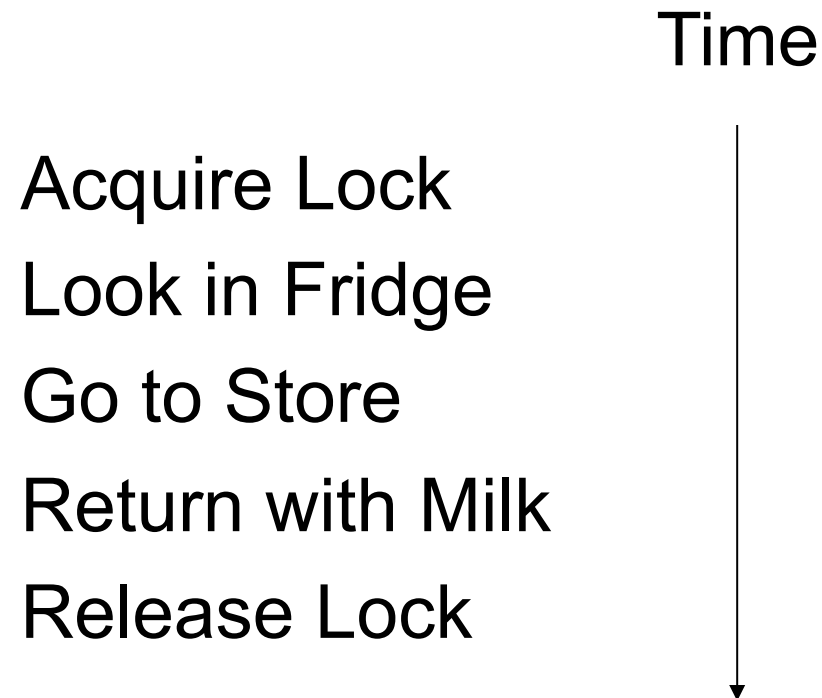 Time
Acquire Lock
Look in Fridge
Go to Store
Return with Milk
Release Lock